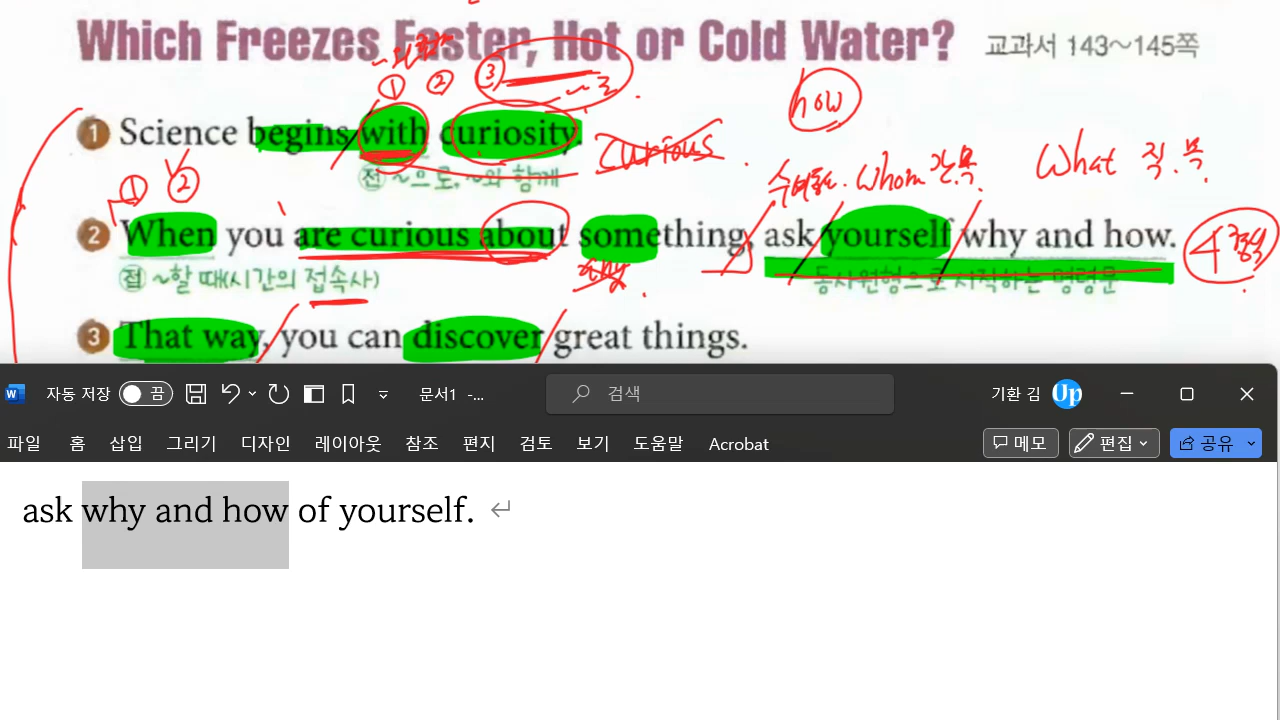 Which Freezes Faster, Hot or Cold Water? 교과서 143~145쪽
① ② ③ how
1 Science begins with curiosity. curious.
전 ~으로, ~와 함께
① ② whom 간.목. what 직.목.
2 When you are curious about something, ask yourself why and how. 4형식
접 ~할 때(시간의 접속사) 동사원형으로 시작하는 명령문
3 That way, you can discover great things.
자동 저장 끔 문서1 -... 검색 기환 김 Up
파일 홈 삽입 그리기 디자인 레이아웃 참조 편지 검토 보기 도움말 Acrobat 메모 편집 공유
ask why and how of yourself.